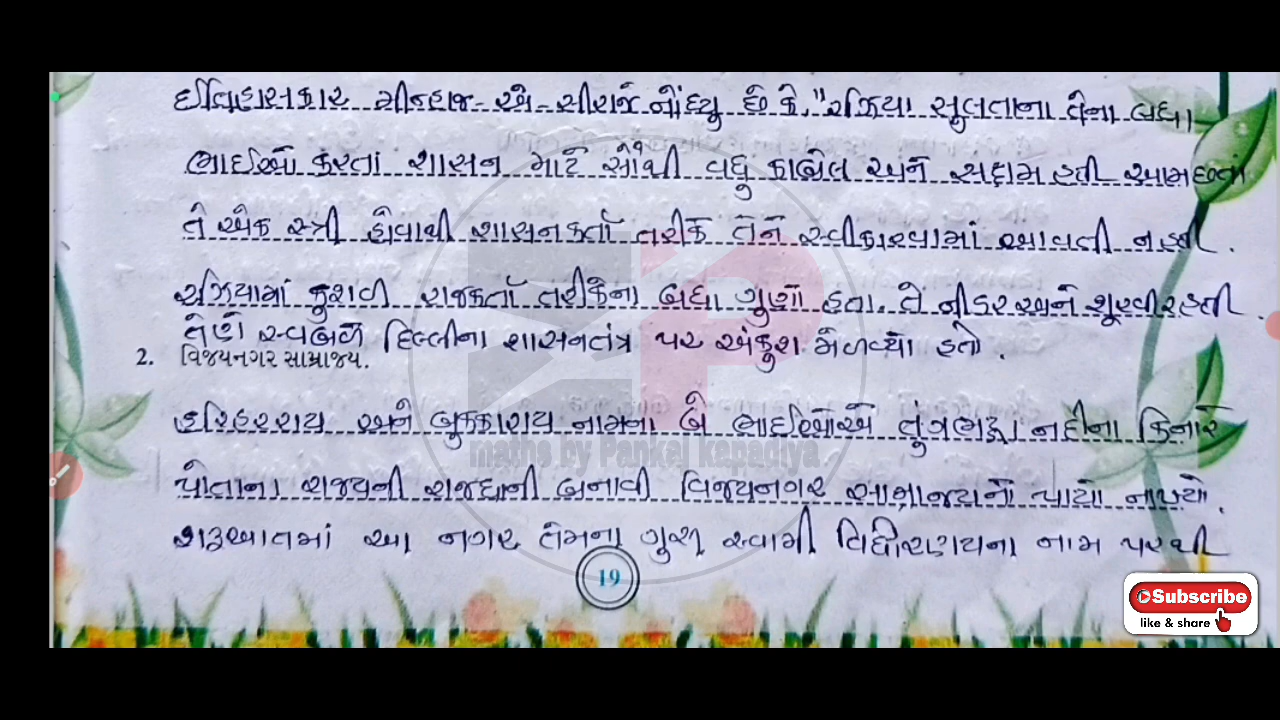 ઈતિહાસકાર મીનહાજ-એ-સીરાજે નોંધ્યુ છે કે, "રઝિયા સુલતાના તેના બધા
ભાઈઓ કરતાં શાસન માટે સૌથી વધુ કાબેલ અને સક્ષમ હતી આમ છતાં
તે એક સ્ત્રી હોવાથી શાસનકર્તા તરીકે તેને સ્વીકારવામાં આવતી ન હતી.
રઝિયામાં કુશળ રાજકર્તા તરીકેના બધા ગુણો હતા. તે નીડર અને શૂરવીર હતી.
તેણે સ્વબળે દિલ્લીના શાસનતંત્ર પર અંકુશ મેળવ્યો હતો.
2. વિજયનગર સામ્રાજ્ય.
હરિહરરાય અને બુક્કારાય નામના બે ભાઈઓએ તુંગભદ્રા નદીના કિનારે
maths by Pankaj kapadiya
પોતાના રાજ્યની રાજધાની બનાવી વિજયનગર સામ્રાજ્યનો પાયો નાખ્યો.
શરૂઆતમાં આ નગર તેમના ગુરૂ સ્વામી વિદ્યારણ્યના નામ પરથી
19
Subscribe
like & share